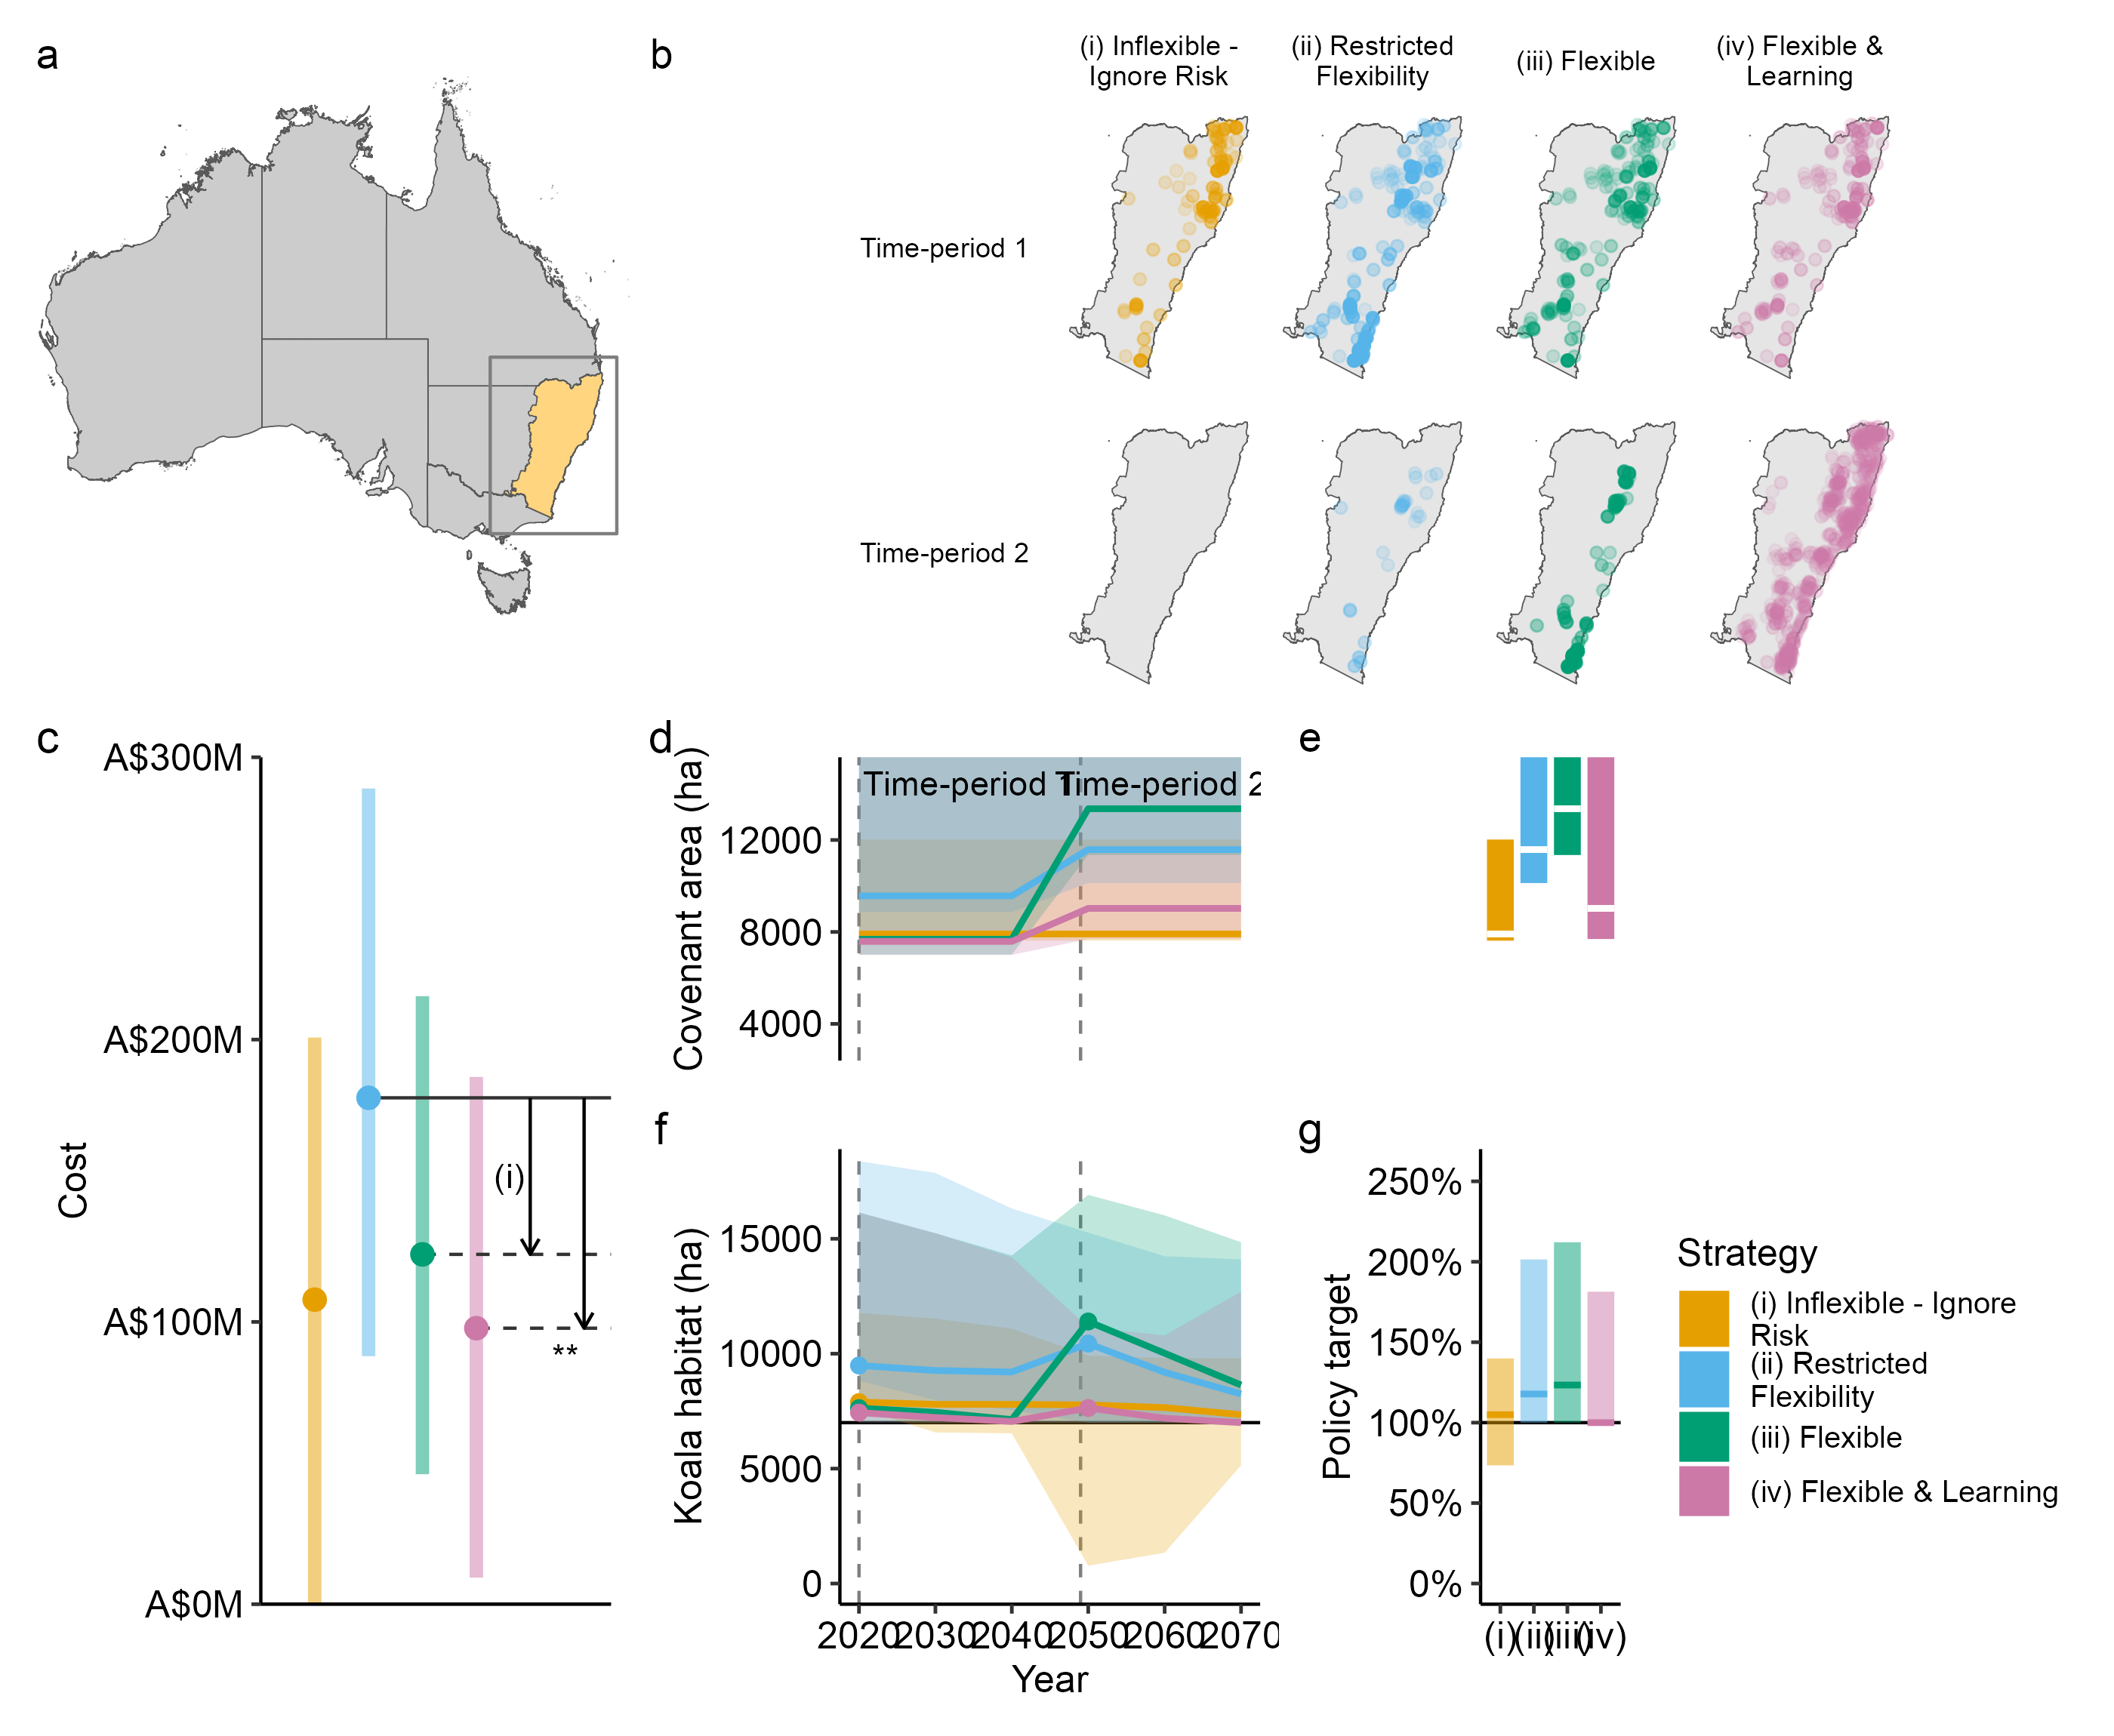 a
b
(i) Inflexible -
Ignore Risk
(ii) Restricted
Flexibility
(iii) Flexible
(iv) Flexible &
Learning
Time-period 1
Time-period 2
c
A$300M
A$200M
A$100M
A$0M
Cost
(i)
**
d
Covenant area (ha)
12000
8000
4000
Time-period 1
Time-period 2
e
f
Koala habitat (ha)
15000
10000
5000
0
2020
2030
2040
2050
2060
2070
Year
g
Policy target
250%
200%
150%
100%
50%
0%
(i)
(ii)
(iii)
(iv)
Strategy
(i) Inflexible - Ignore
Risk
(ii) Restricted
Flexibility
(iii) Flexible
(iv) Flexible & Learning